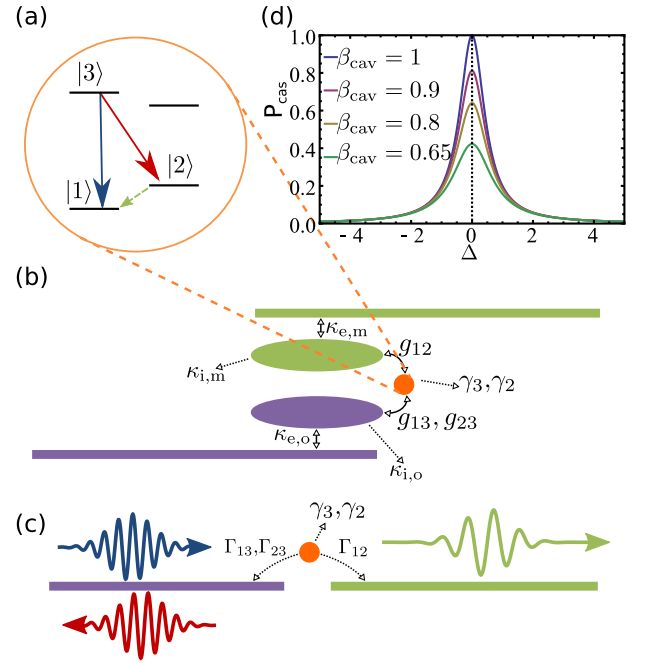 (a)
|3⟩
|2⟩
|1⟩
(d)
P_cas
1.0
0.8
0.6
0.4
0.2
0.0
β_cav = 1
β_cav = 0.9
β_cav = 0.8
β_cav = 0.65
-4
-2
0
2
4
Δ
(b)
κ_e,m
g_12
κ_i,m
γ_3,γ_2
g_13, g_23
κ_e,o
κ_i,o
(c)
γ_3,γ_2
Γ_13,Γ_23
Γ_12